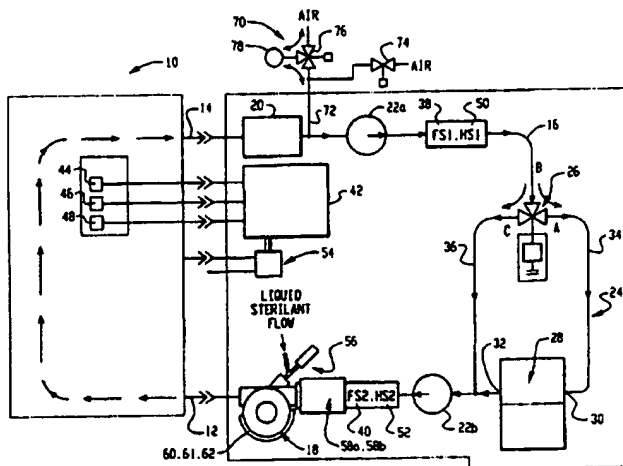 AIR
70
76
78
74
AIR
10
14
20
72
22a
38
50
FS1.HS1
16
B
26
44
46
48
42
C
A
36
34
54
24
LIQUID
STERILANT
FLOW
56
28
32
FS2.HS2
12
40
52
30
60.61.62
18
58a.58b
22b